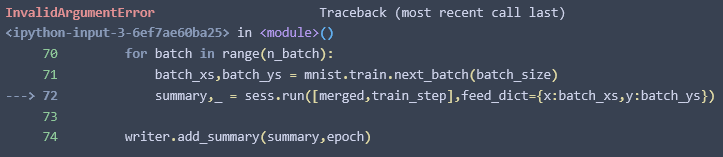 InvalidArgumentError                      Traceback (most recent call last)
<ipython-input-3-6ef7ae60ba25> in <module>()
     70         for batch in range(n_batch):
     71             batch_xs,batch_ys = mnist.train.next_batch(batch_size)
---> 72             summary,_ = sess.run([merged,train_step],feed_dict={x:batch_xs,y:batch_ys})
     73
     74         writer.add_summary(summary,epoch)